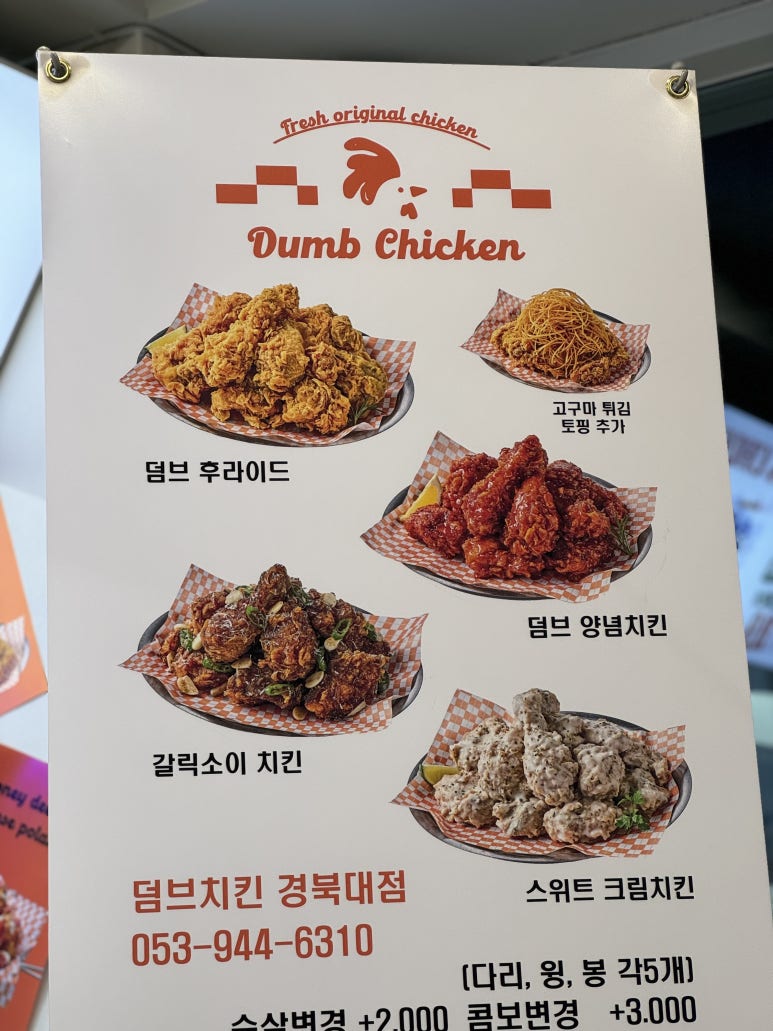 Fresh original chicken
Dumb Chicken
덤브 후라이드
고구마 튀김
토핑 추가
덤브 양념치킨
갈릭소이 치킨
스위트 크림치킨
덤브치킨 경북대점
053-944-6310
(다리, 윙, 봉 각5개)
순살변경 +2.000 콤보변경 +3.000